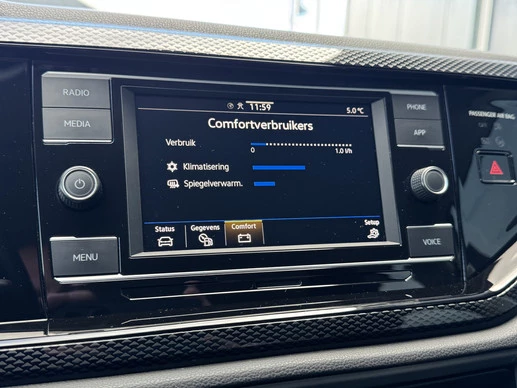 RADIO
MEDIA
MENU
11:59
5.0 °C
Comfortverbruikers
Verbruik
0 1.0 l/h
Klimatisering
Spiegelverwarm.
Status Gegevens Comfort Setup
PHONE
APP
VOICE
PASSENGER AIR BAG